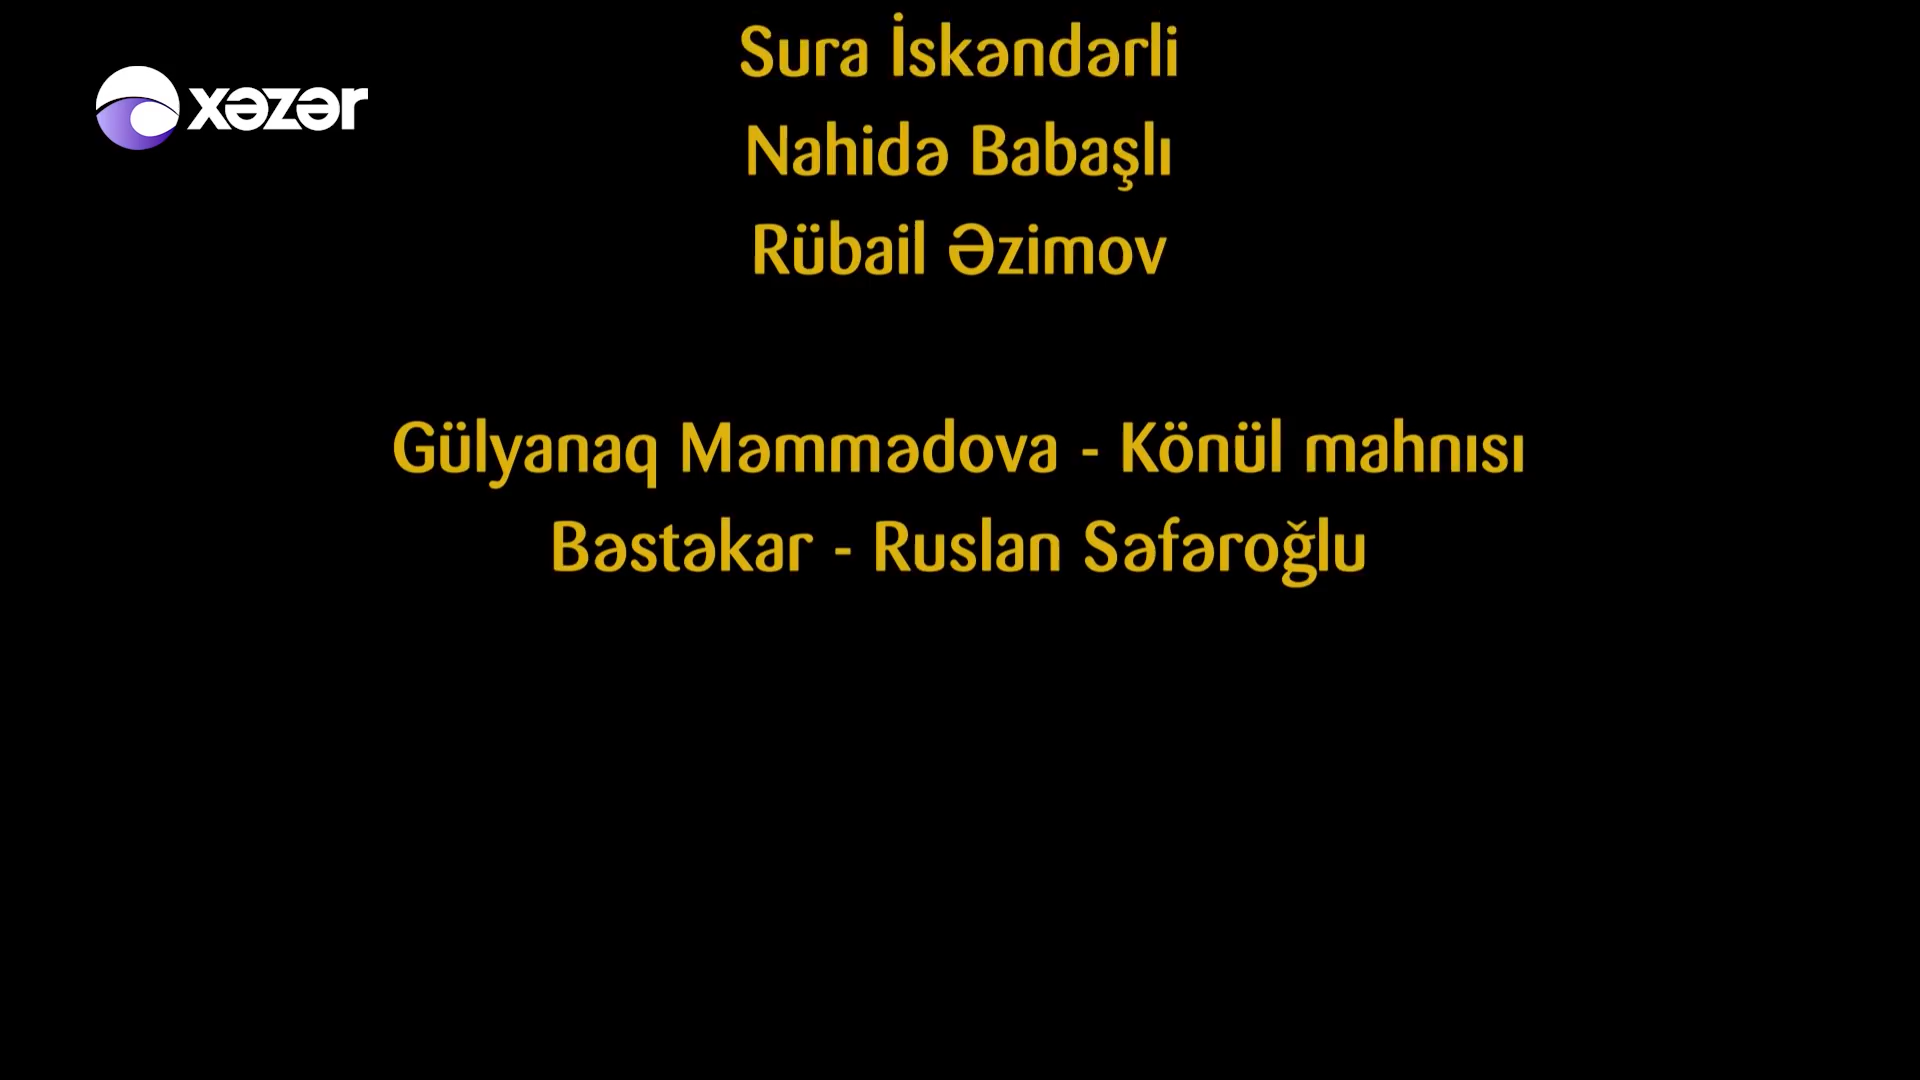 Sura İskəndərli
xəzər
Nahidə Babaşlı
Rübail Əzimov
Gülyanaq Məmmədova - Könül mahnısı
Bəstəkar - Ruslan Səfəroğlu